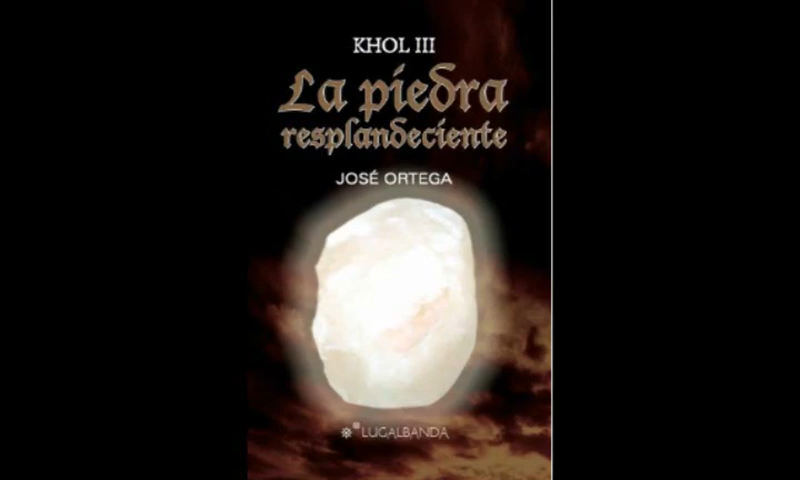 KHOL III
La piedra
resplandeciente
JOSÉ ORTEGA
LUGALBANDA